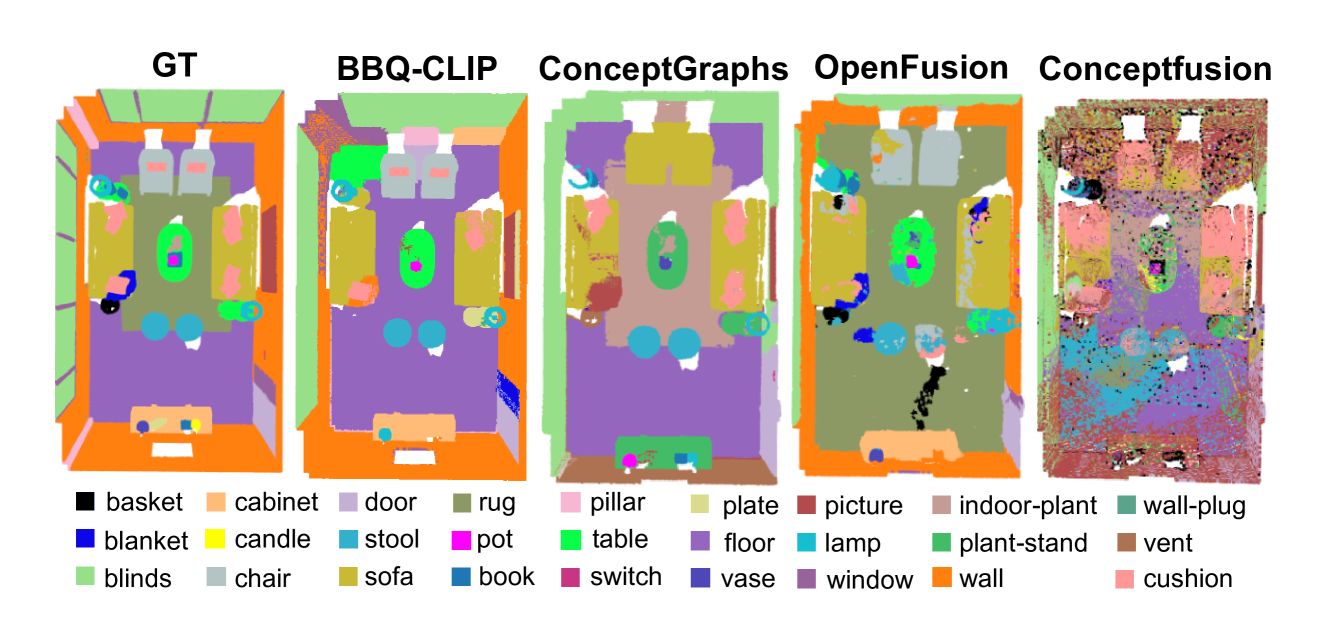 GT BBQ-CLIP ConceptGraphs OpenFusion Conceptfusion
basket cabinet door rug pillar plate picture indoor-plant wall-plug
blanket candle stool pot table floor lamp plant-stand vent
blinds chair sofa book switch vase window wall cushion